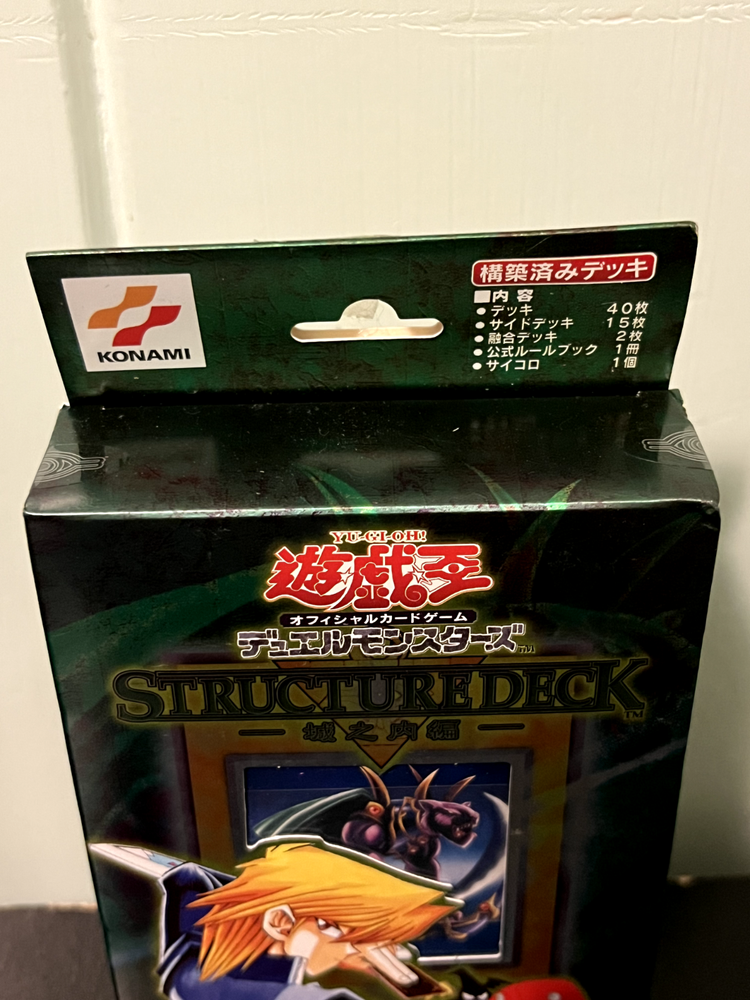 KONAMI
構築済みデッキ
■内容
●デッキ 40枚
●サイドデッキ 15枚
●融合デッキ 2枚
●公式ルールブック 1冊
●サイコロ 1個
YU-GI-OH!
遊戯王
オフィシャルカードゲーム
デュエルモンスターズ™
STRUCTURE DECK™
—城之内編—